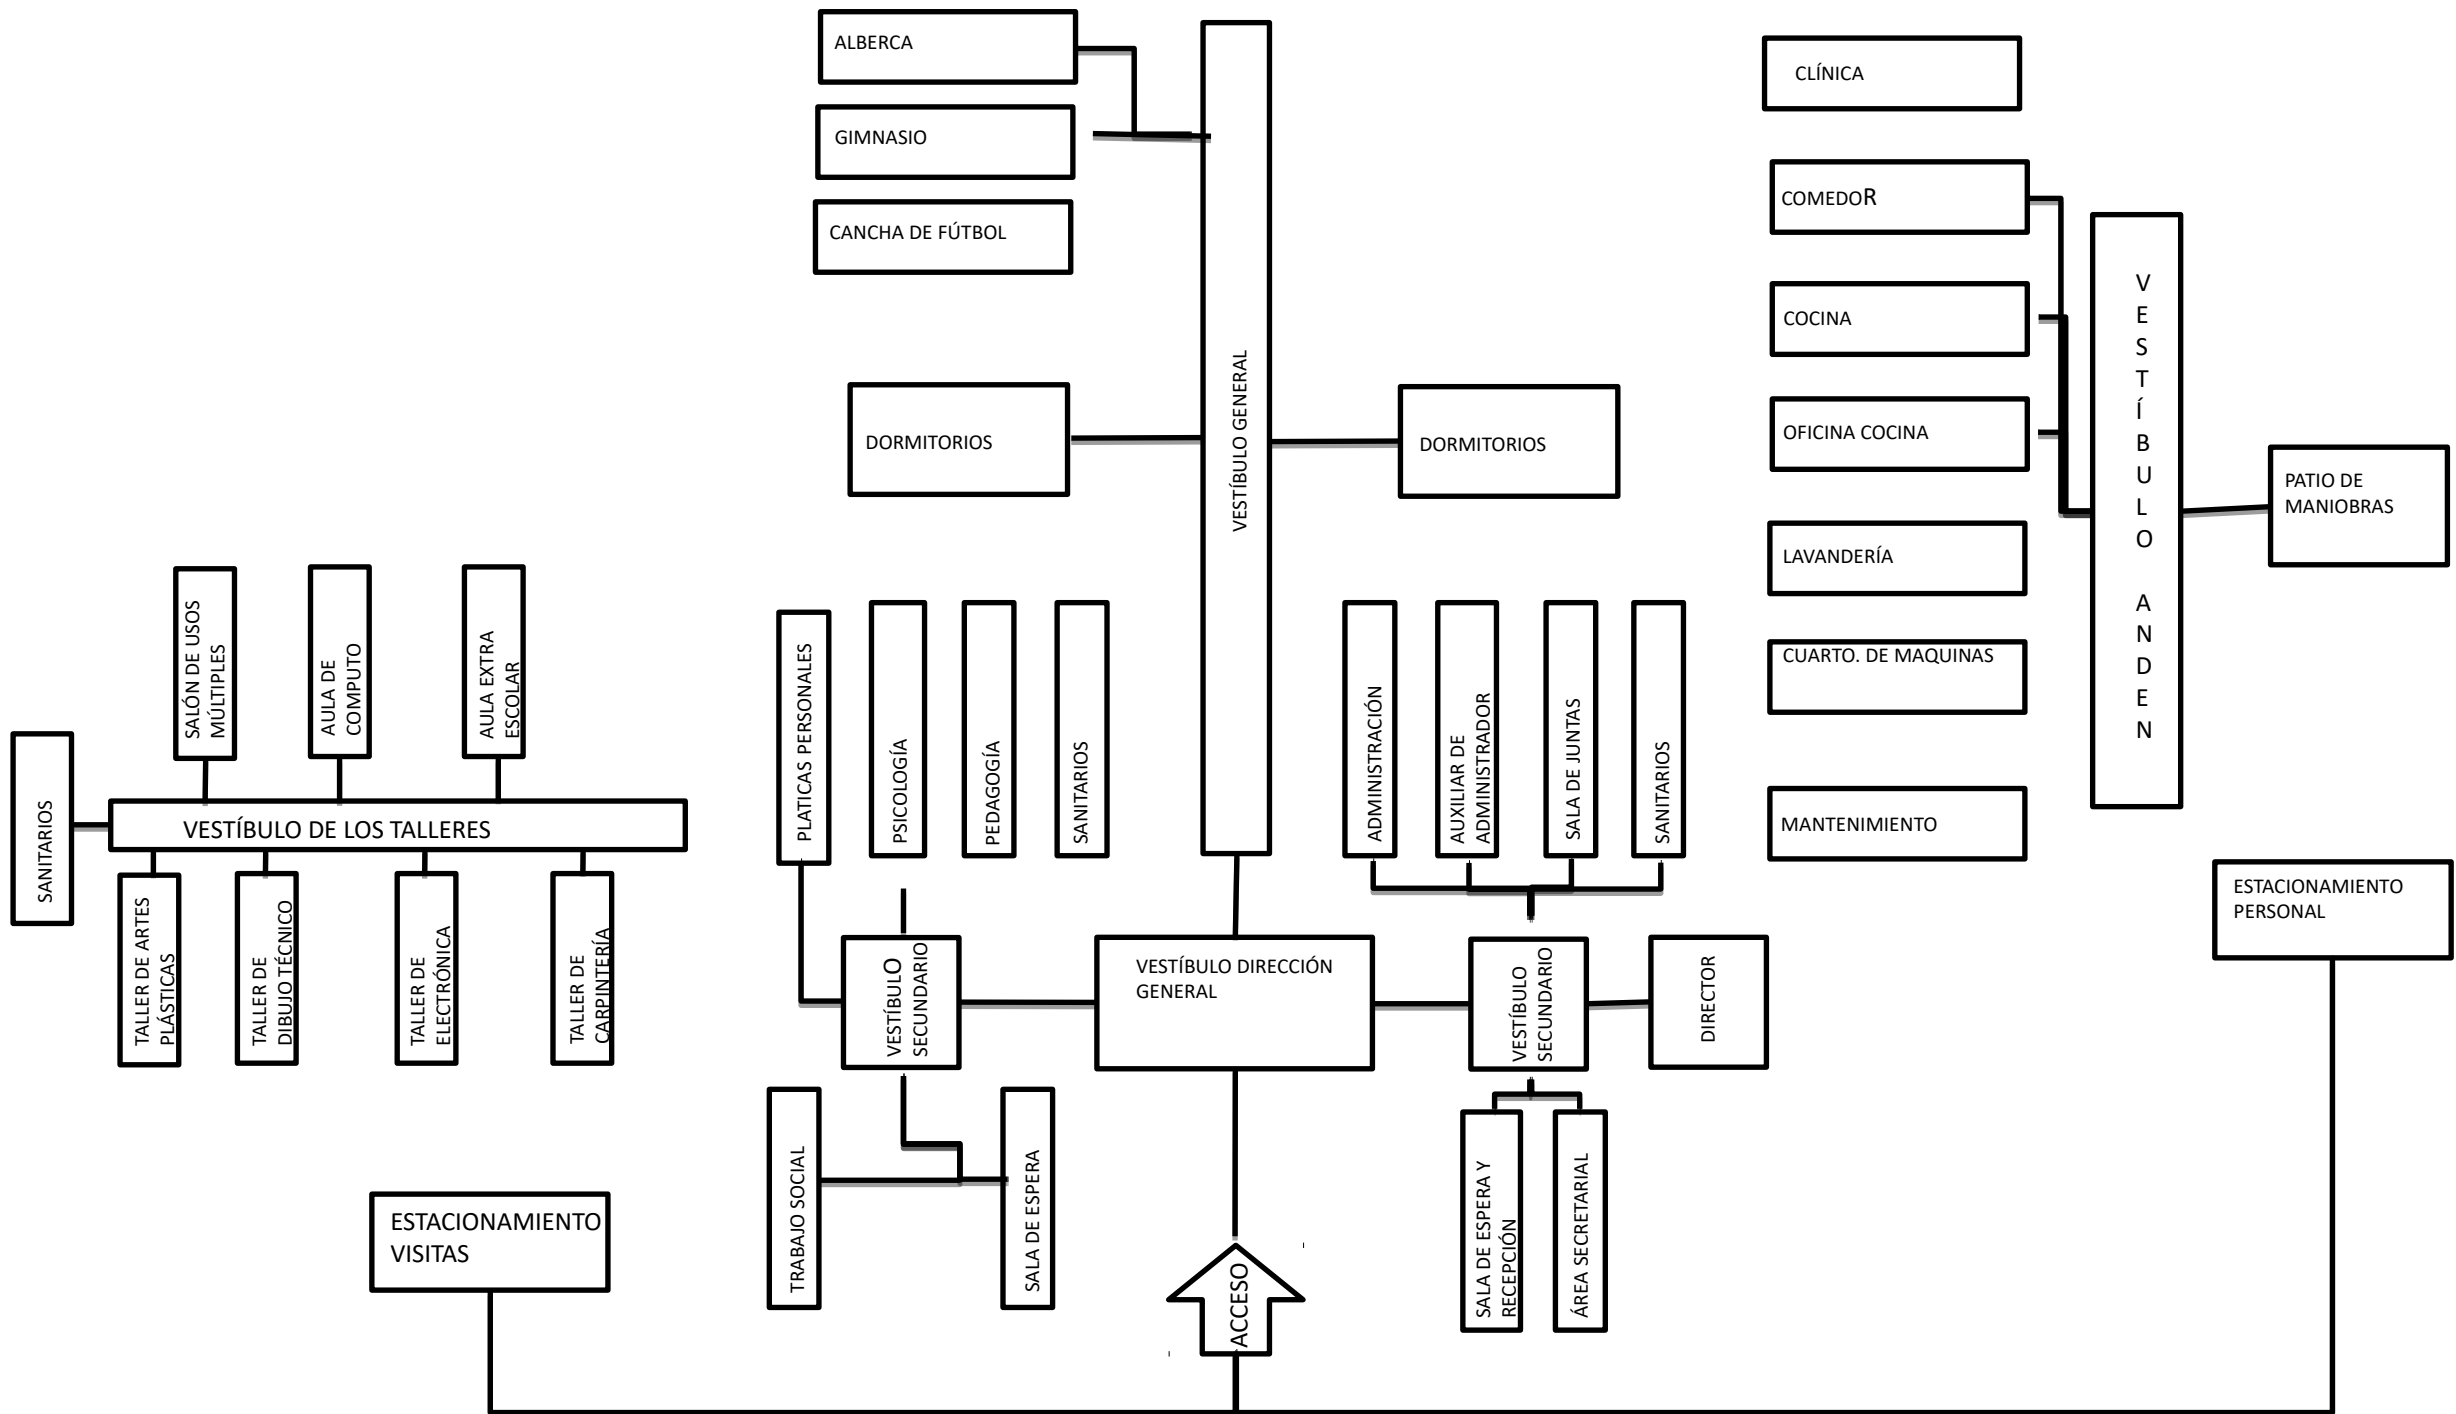 ALBERCA
GIMNASIO
CANCHA DE FÚTBOL
VESTÍBULO GENERAL
DORMITORIOS
DORMITORIOS
CLÍNICA
COMEDOR
COCINA
OFICINA COCINA
LAVANDERÍA
CUARTO. DE MAQUINAS
MANTENIMIENTO
VESTÍBULO ANDEN
PATIO DE
MANIOBRAS
ESTACIONAMIENTO
PERSONAL
SANITARIOS
SALÓN DE USOS
MÚLTIPLES
AULA DE
COMPUTO
AULA EXTRA
ESCOLAR
VESTÍBULO DE LOS TALLERES
TALLER DE ARTES
PLÁSTICAS
TALLER DE
DIBUJO TÉCNICO
TALLER DE
ELECTRÓNICA
TALLER DE
CARPINTERÍA
PLATICAS PERSONALES
PSICOLOGÍA
PEDAGOGÍA
SANITARIOS
ADMINISTRACIÓN
AUXILIAR DE
ADMINISTRADOR
SALA DE JUNTAS
SANITARIOS
VESTÍBULO
SECUNDARIO
VESTÍBULO DIRECCIÓN
GENERAL
VESTÍBULO
SECUNDARIO
DIRECTOR
TRABAJO SOCIAL
SALA DE ESPERA
SALA DE ESPERA Y
RECEPCIÓN
ÁREA SECRETARIAL
ESTACIONAMIENTO
VISITAS
ACCESO